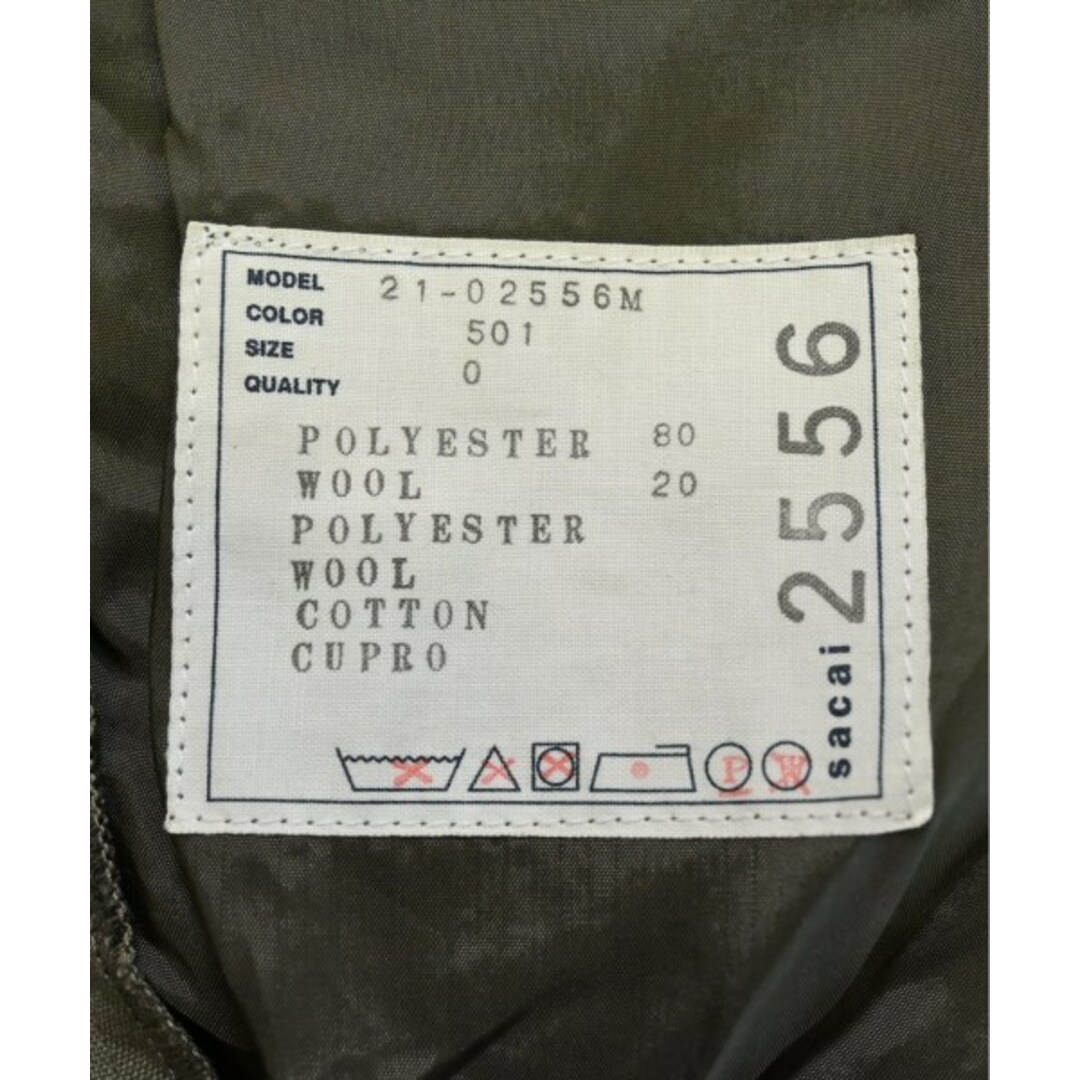 MODEL 21-02556M
COLOR 501
SIZE 0
QUALITY
POLYESTER 80
WOOL 20
POLYESTER
WOOL
COTTON
CUPRO
P W
sacai 2556